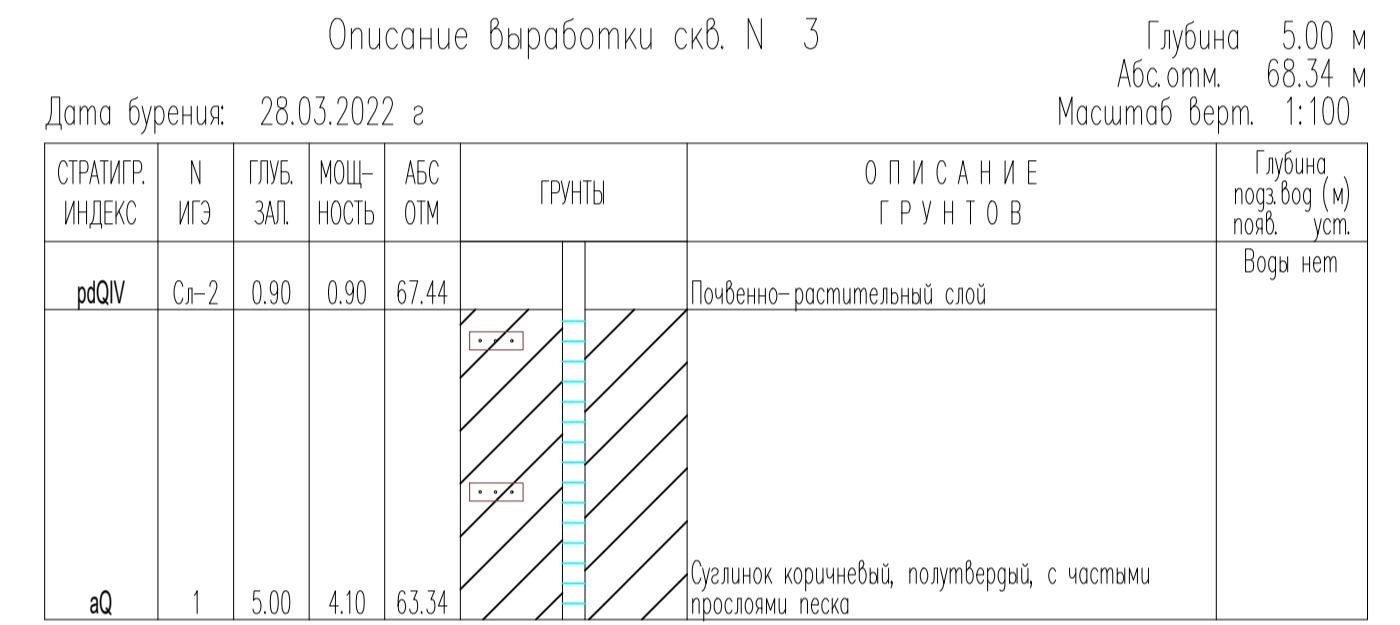 Описание выработки скв. N 3
Глубина 5.00 м
Абс.отм. 68.34 м
Дата бурения: 28.03.2022 г
Масштаб верт. 1:100
СТРАТИГР. ИНДЕКС
N ИГЭ
ГЛУБ. ЗАЛ.
МОЩ-
НОСТЬ
АБС ОТМ
ГРУНТЫ
ОПИСАНИЕ
ГРУНТОВ
Глубина
подз.вод (м)
появ. уст.
pdQIV Сл-2 0.90 0.90 67.44 Почвенно-растительный слой
Воды нет
aQ 1 5.00 4.10 63.34 Суглинок коричневый, полутвердый, с частыми
прослоями песка